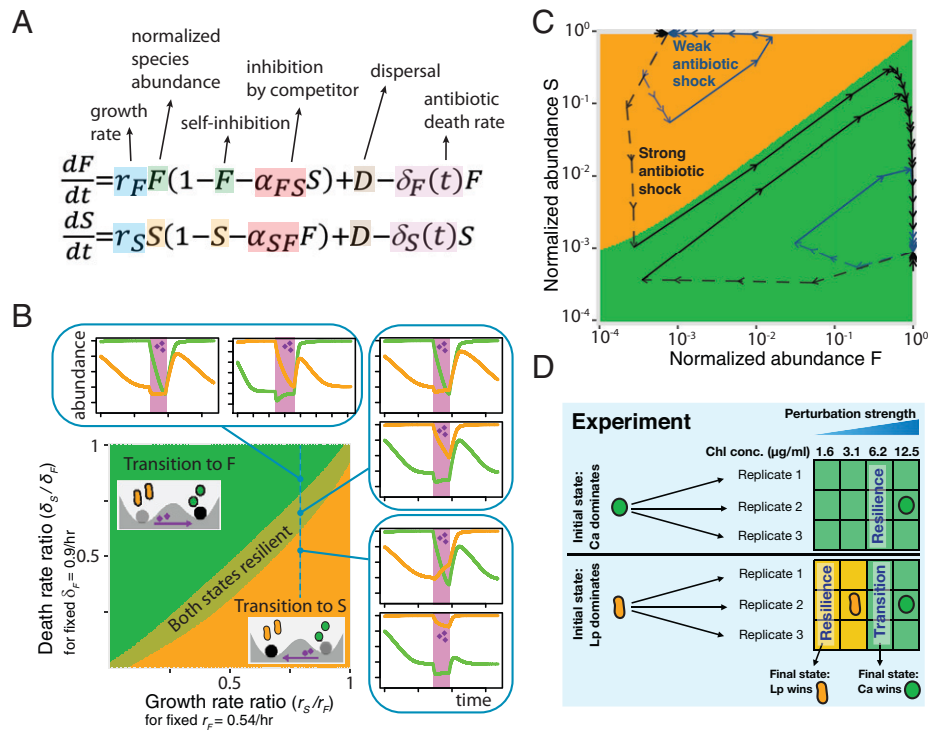 A
normalized
species
abundance
inhibition
by competitor
dispersal
growth
rate
self-inhibition
antibiotic
death rate
dF/dt=r_F F(1−F−α_FS S)+D−δ_F(t)F
dS/dt=r_S S(1−S−α_SF F)+D−δ_S(t)S
B
abundance
1
Transition to F
Death rate ratio (δ_S / δ_F)
for fixed δ_F = 0.9/hr
0.5
Both states resilient
Transition to S
0.5
1
time
Growth rate ratio (r_S/r_F)
for fixed r_F = 0.54/hr
C
Normalized abundance S
10^0
10^-1
10^-2
10^-3
10^-4
Weak
antibiotic
shock
Strong
antibiotic
shock
10^-4
10^-3
10^-2
10^-1
10^0
Normalized abundance F
D
Experiment
Perturbation strength
Chl conc. (μg/ml)
1.6
3.1
6.2
12.5
Initial state:
Ca dominates
Replicate 1
Replicate 2
Replicate 3
Resilience
Initial state:
Lp dominates
Replicate 1
Replicate 2
Replicate 3
Resilience
Transition
Final state:
Lp wins
Final state:
Ca wins